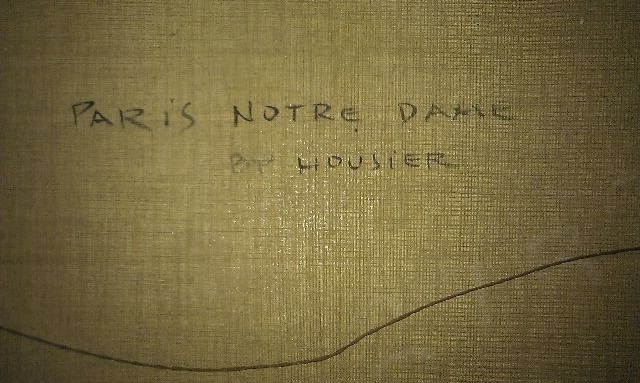 PARiS NOTRE DAME
BY HOUSIER